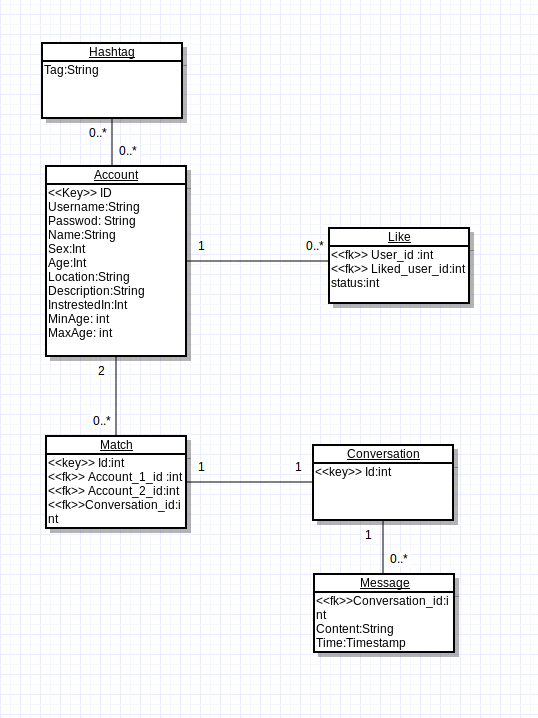 Hashtag
Tag:String
0..*
0..*
Account
<<Key>> ID
Username:String
Passwod: String
Name:String
Sex:Int
Age:Int
Location:String
Description:String
InstrestedIn:Int
MinAge: int
MaxAge: int
1
0..*
Like
<<fk>> User_id :int
<<fk>> Liked_user_id:int
status:int
2
0..*
Match
<<key>> Id:int
<<fk>> Account_1_id :int
<<fk>> Account_2_id:int
<<fk>>Conversation_id:i
nt
1
1
Conversation
<<key>> Id:int
1
0..*
Message
<<fk>>Conversation_id:i
nt
Content:String
Time:Timestamp